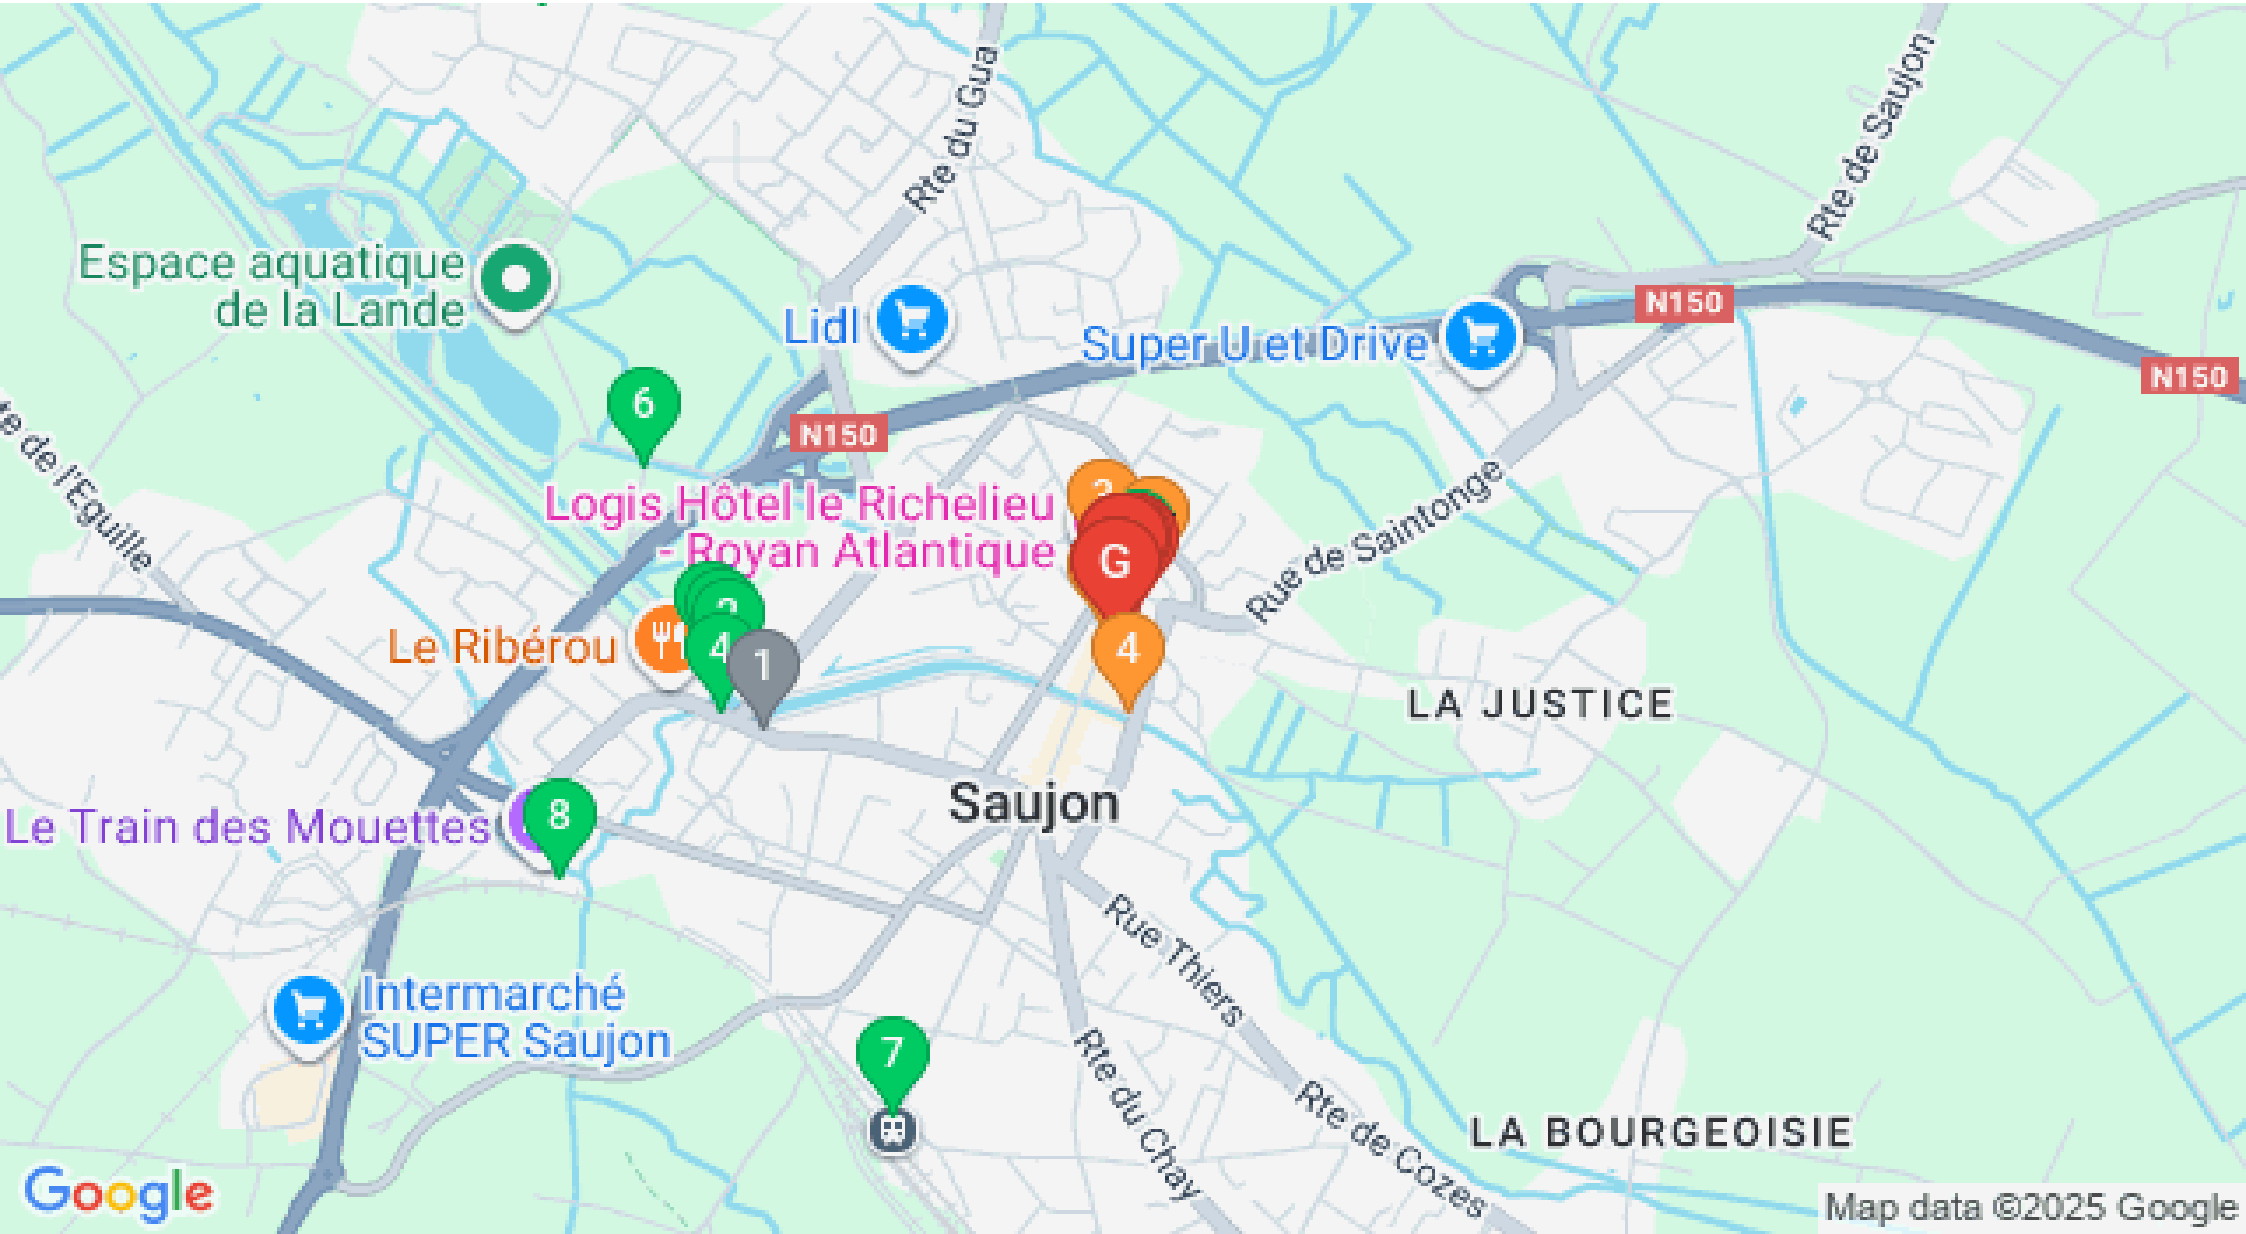 Rte du Gua
Rte de Saujon
Espace aquatique
de la Lande
Lidl
Super U et Drive
N150
N150
N150
6
Rte de l'Eguille
Logis Hôtel le Richelieu
- Royan Atlantique
G
Rue de Saintonge
Le Ribérou
4
1
4
LA JUSTICE
Saujon
Le Train des Mouettes
8
Rue Thiers
Intermarché
SUPER Saujon
7
Rte du Chay
Rte de Cozes
LA BOURGEOISIE
Google
Map data ©2025 Google